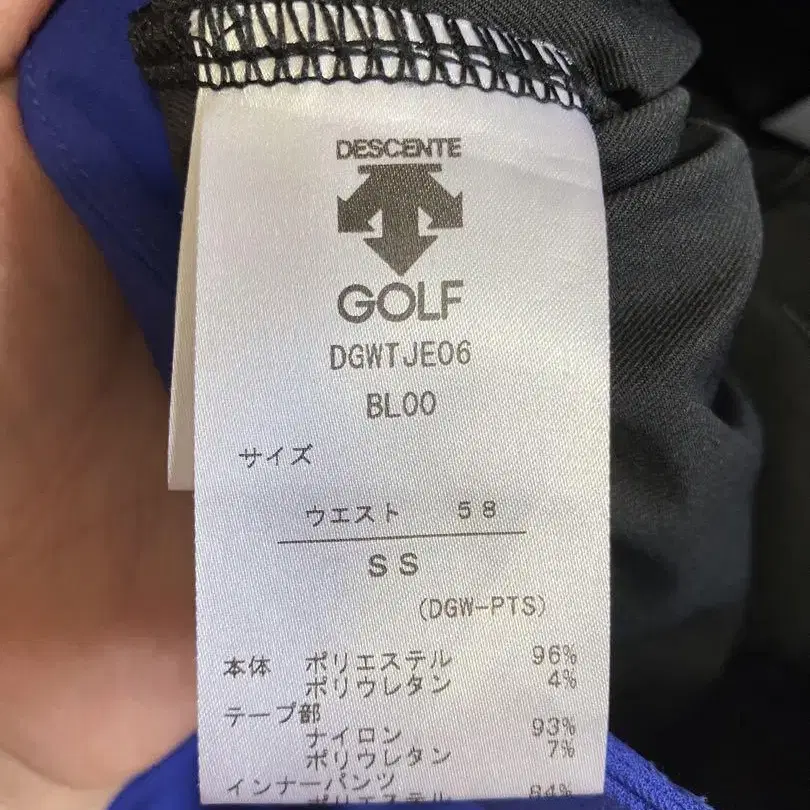 DESCENTE
GOLF
DGWTJE06
BL00
サイズ
ウエスト 58
SS
(DGW-PTS)
本体 ポリエステル 96%
ポリウレタン 4%
テープ部
ナイロン 93%
ポリウレタン 7%
インナーパンツ